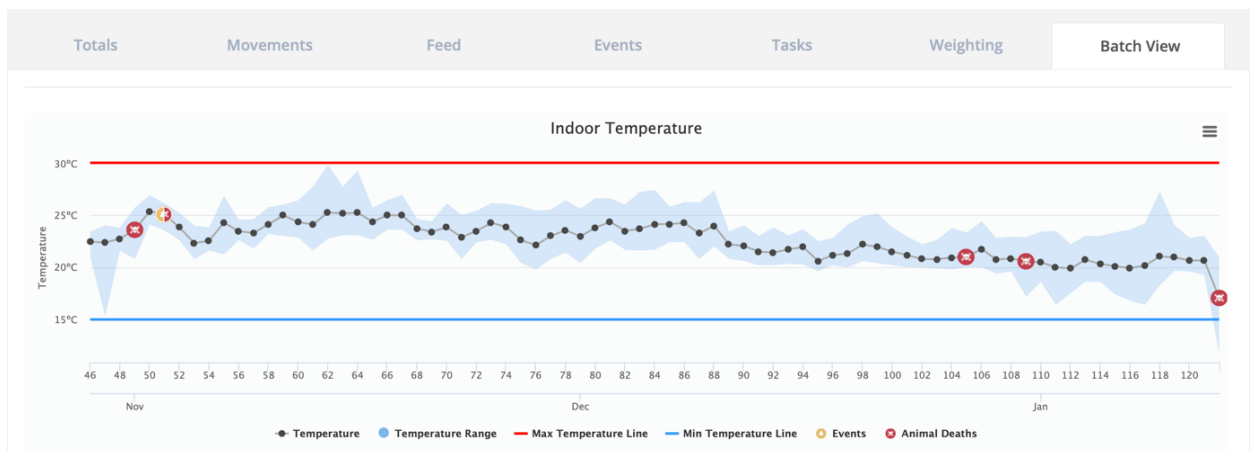 Totals Movements Feed Events Tasks Weighting Batch View
Indoor Temperature
30°C
25°C
20°C
15°C
Temperature
46 48 50 52 54 56 58 60 62 64 66 68 70 72 74 76 78 80 82 84 86 88 90 92 94 96 98 100 102 104 106 108 110 112 114 116 118 120
Nov Dec Jan
Temperature Temperature Range Max Temperature Line Min Temperature Line Events Animal Deaths